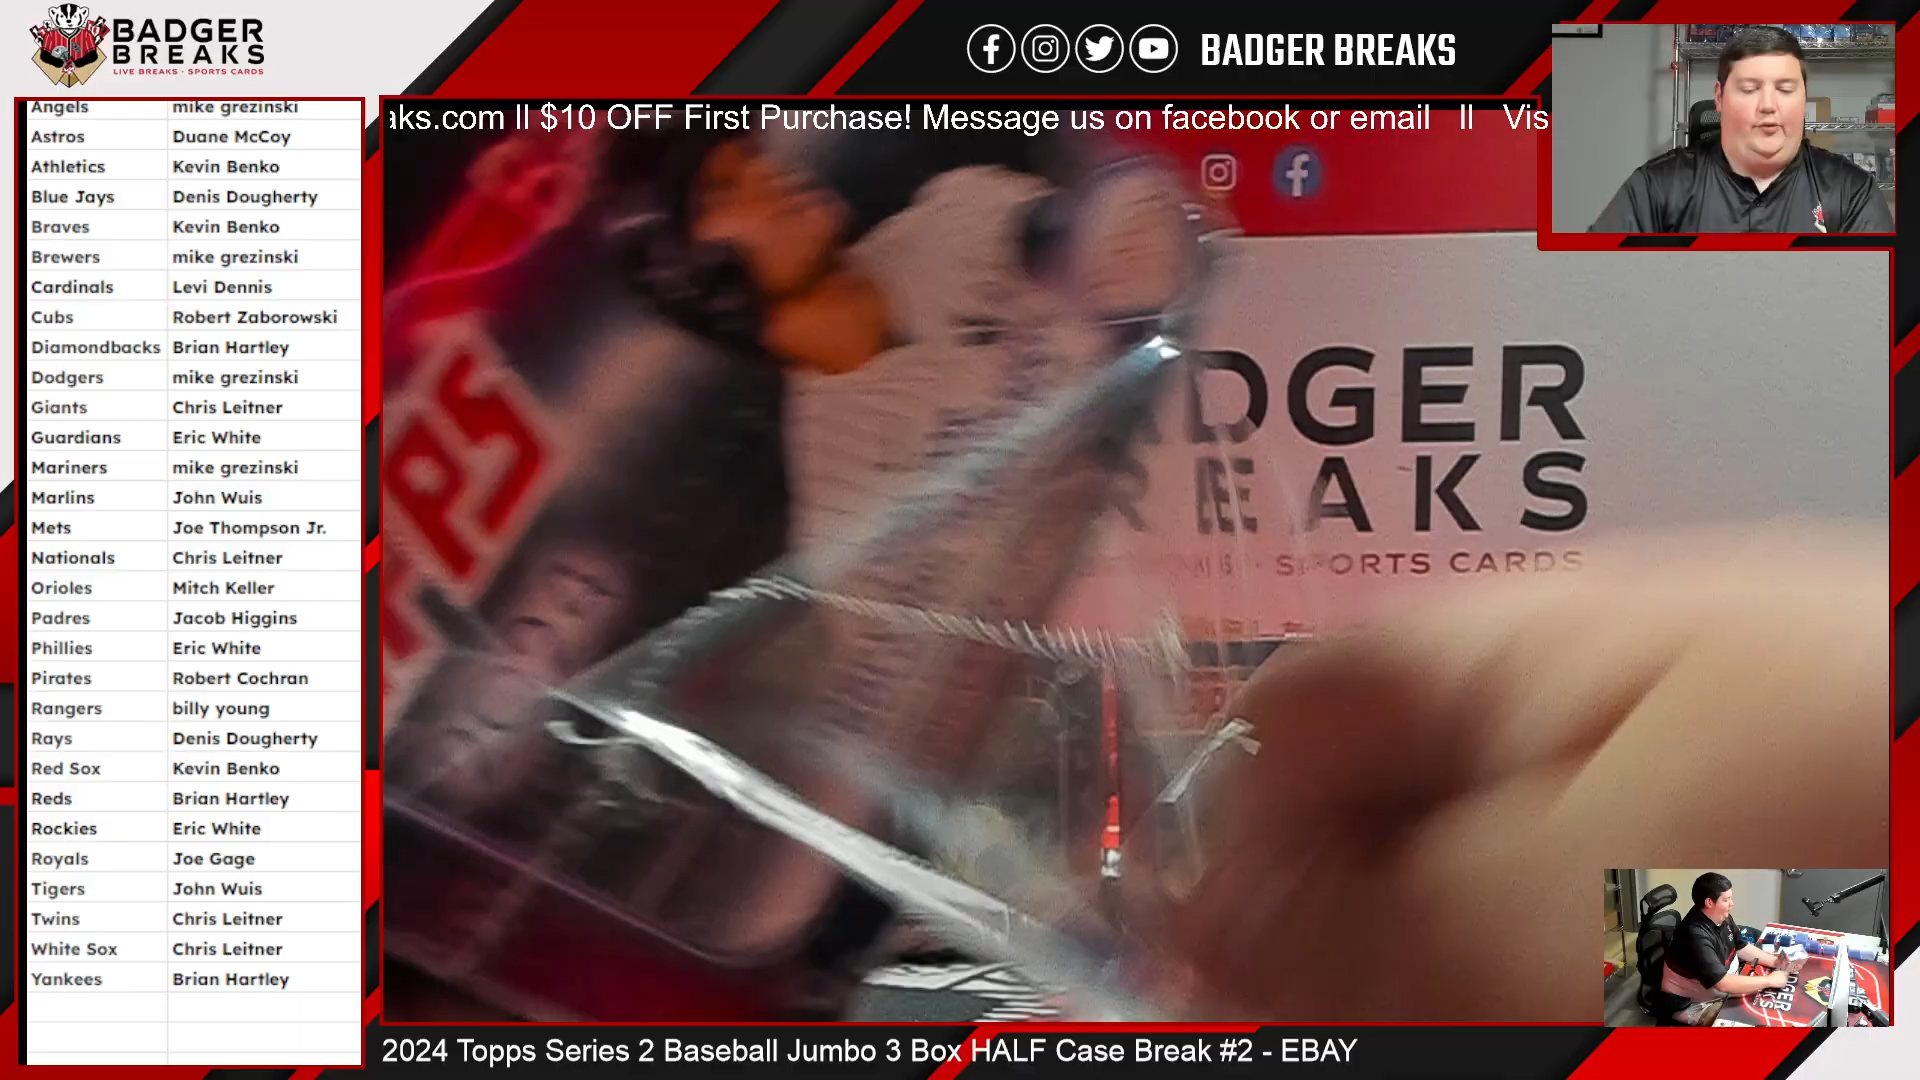 BADGER
BREAKS
LIVE BREAKS - SPORTS CARDS
BADGER BREAKS
aks.com ll $10 OFF First Purchase! Message us on facebook or email ll Vis
Angels mike grezinski
Astros Duane McCoy
Athletics Kevin Benko
Blue Jays Denis Dougherty
Braves Kevin Benko
Brewers mike grezinski
Cardinals Levi Dennis
Cubs Robert Zaborowski
Diamondbacks Brian Hartley
Dodgers mike grezinski
Giants Chris Leitner
Guardians Eric White
Mariners mike grezinski
Marlins John Wuis
Mets Joe Thompson Jr.
Nationals Chris Leitner
Orioles Mitch Keller
Padres Jacob Higgins
Phillies Eric White
Pirates Robert Cochran
Rangers billy young
Rays Denis Dougherty
Red Sox Kevin Benko
Reds Brian Hartley
Rockies Eric White
Royals Joe Gage
Tigers John Wuis
Twins Chris Leitner
White Sox Chris Leitner
Yankees Brian Hartley
DGER
REAKS
SPORTS CARDS
2024 Topps Series 2 Baseball Jumbo 3 Box HALF Case Break #2 - EBAY